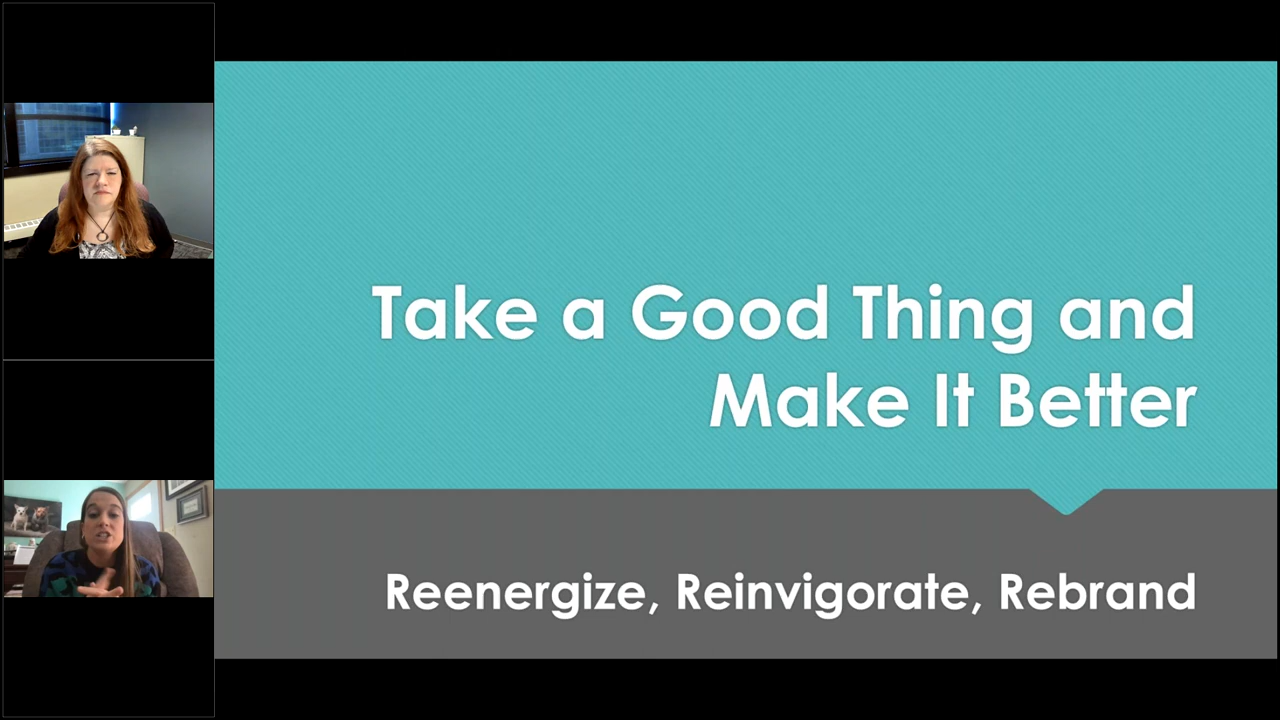 Take a Good Thing and
Make It Better
Reenergize, Reinvigorate, Rebrand